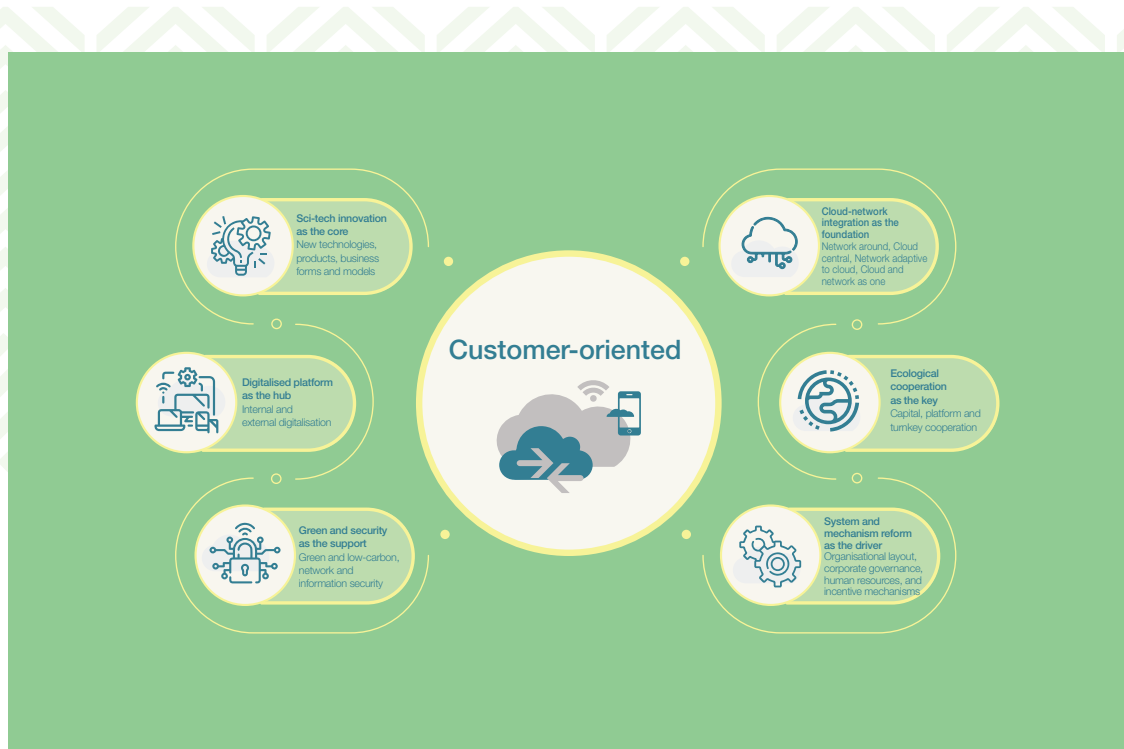 Sci-tech innovation
as the core
New technologies,
products, business
forms and models
Digitalised platform
as the hub
Internal and
external digitalisation
Green and security
as the support
Green and low-carbon,
network and
information security
Customer-oriented
Cloud-network
integration as the
foundation
Network around, Cloud
central, Network adaptive
to cloud, Cloud and
network as one
Ecological
cooperation
as the key
Capital, platform and
turnkey cooperation
System and
mechanism reform
as the driver
Organisational layout,
corporate governance,
human resources, and
incentive mechanisms